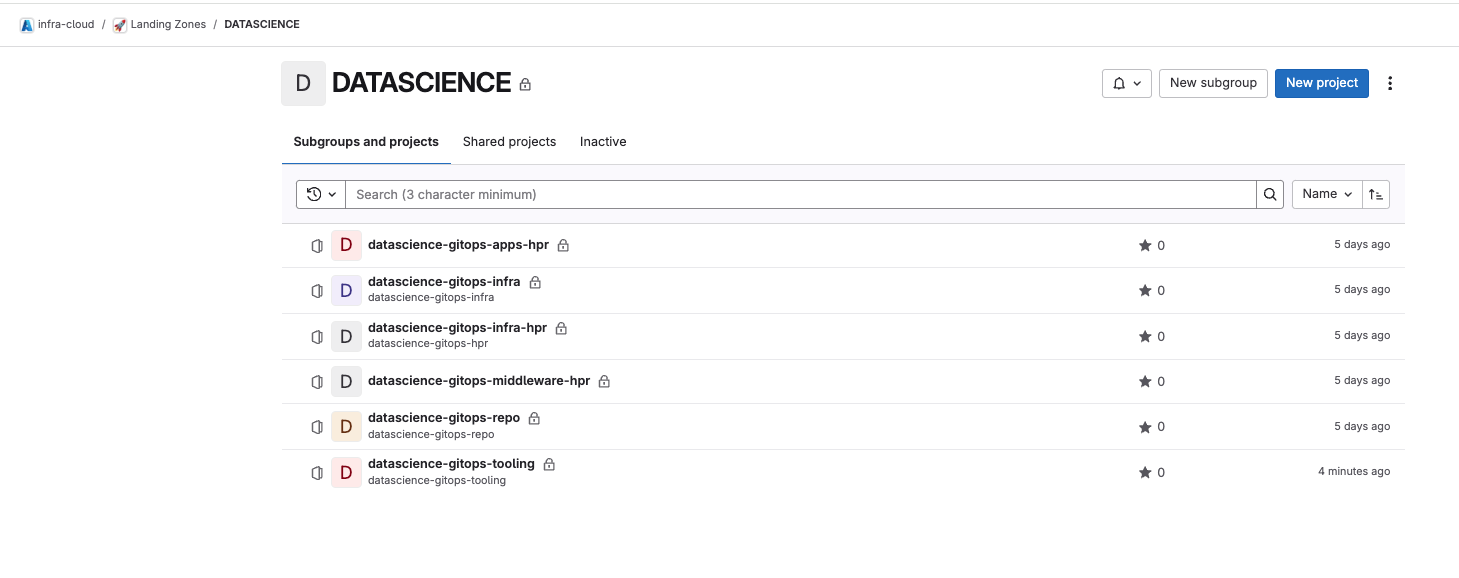 infra-cloud / Landing Zones / DATASCIENCE
D DATASCIENCE
New subgroup New project
Subgroups and projects Shared projects Inactive
Search (3 character minimum) Name
D datascience-gitops-apps-hpr 0 5 days ago
D datascience-gitops-infra 0 5 days ago
datascience-gitops-infra
D datascience-gitops-infra-hpr 0 5 days ago
datascience-gitops-hpr
D datascience-gitops-middleware-hpr 0 5 days ago
D datascience-gitops-repo 0 5 days ago
datascience-gitops-repo
D datascience-gitops-tooling 0 4 minutes ago
datascience-gitops-tooling